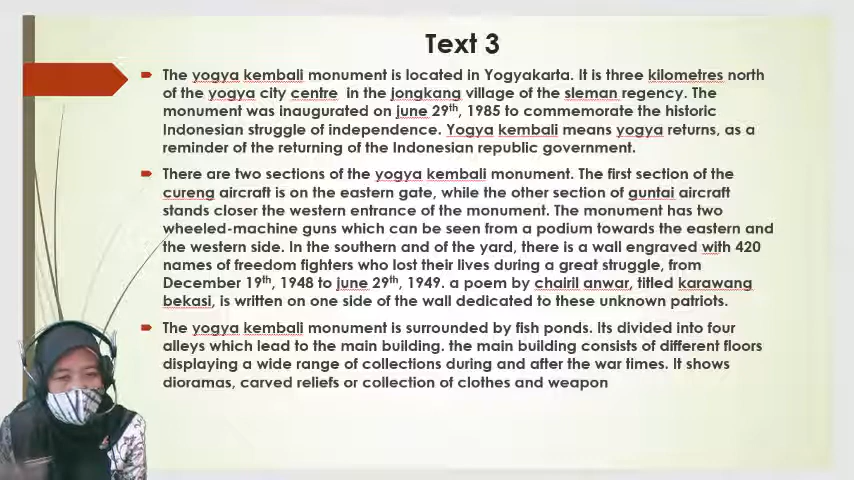 Text 3
The yogya kembali monument is located in Yogyakarta. It is three kilometres north
of the yogya city centre in the jongkang village of the sleman regency. The
monument was inaugurated on june 29th, 1985 to commemorate the historic
Indonesian struggle of independence. Yogya kembali means yogya returns, as a
reminder of the returning of the Indonesian republic government.
There are two sections of the yogya kembali monument. The first section of the
cureng aircraft is on the eastern gate, while the other section of guntai aircraft
stands closer the western entrance of the monument. The monument has two
wheeled-machine guns which can be seen from a podium towards the eastern and
the western side. In the southern and of the yard, there is a wall engraved with 420
names of freedom fighters who lost their lives during a great struggle, from
December 19th, 1948 to june 29th, 1949. a poem by chairil anwar, titled karawang
bekasi, is written on one side of the wall dedicated to these unknown patriots.
The yogya kembali monument is surrounded by fish ponds. its divided into four
alleys which lead to the main building. the main building consists of different floors
displaying a wide range of collections during and after the war times. It shows
dioramas, carved reliefs or collection of clothes and weapon